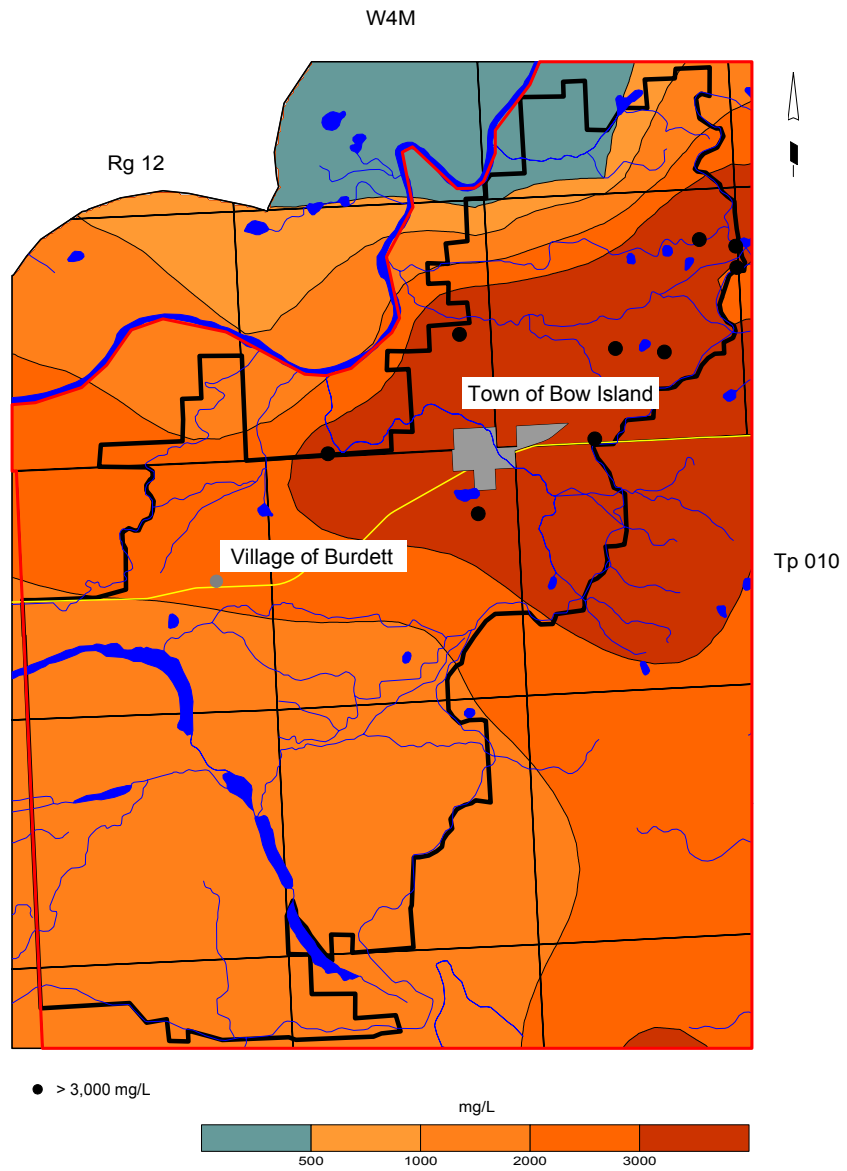 W4M
Rg 12
Town of Bow Island
Village of Burdett
Tp 010
> 3,000 mg/L
mg/L
500 1000 2000 3000